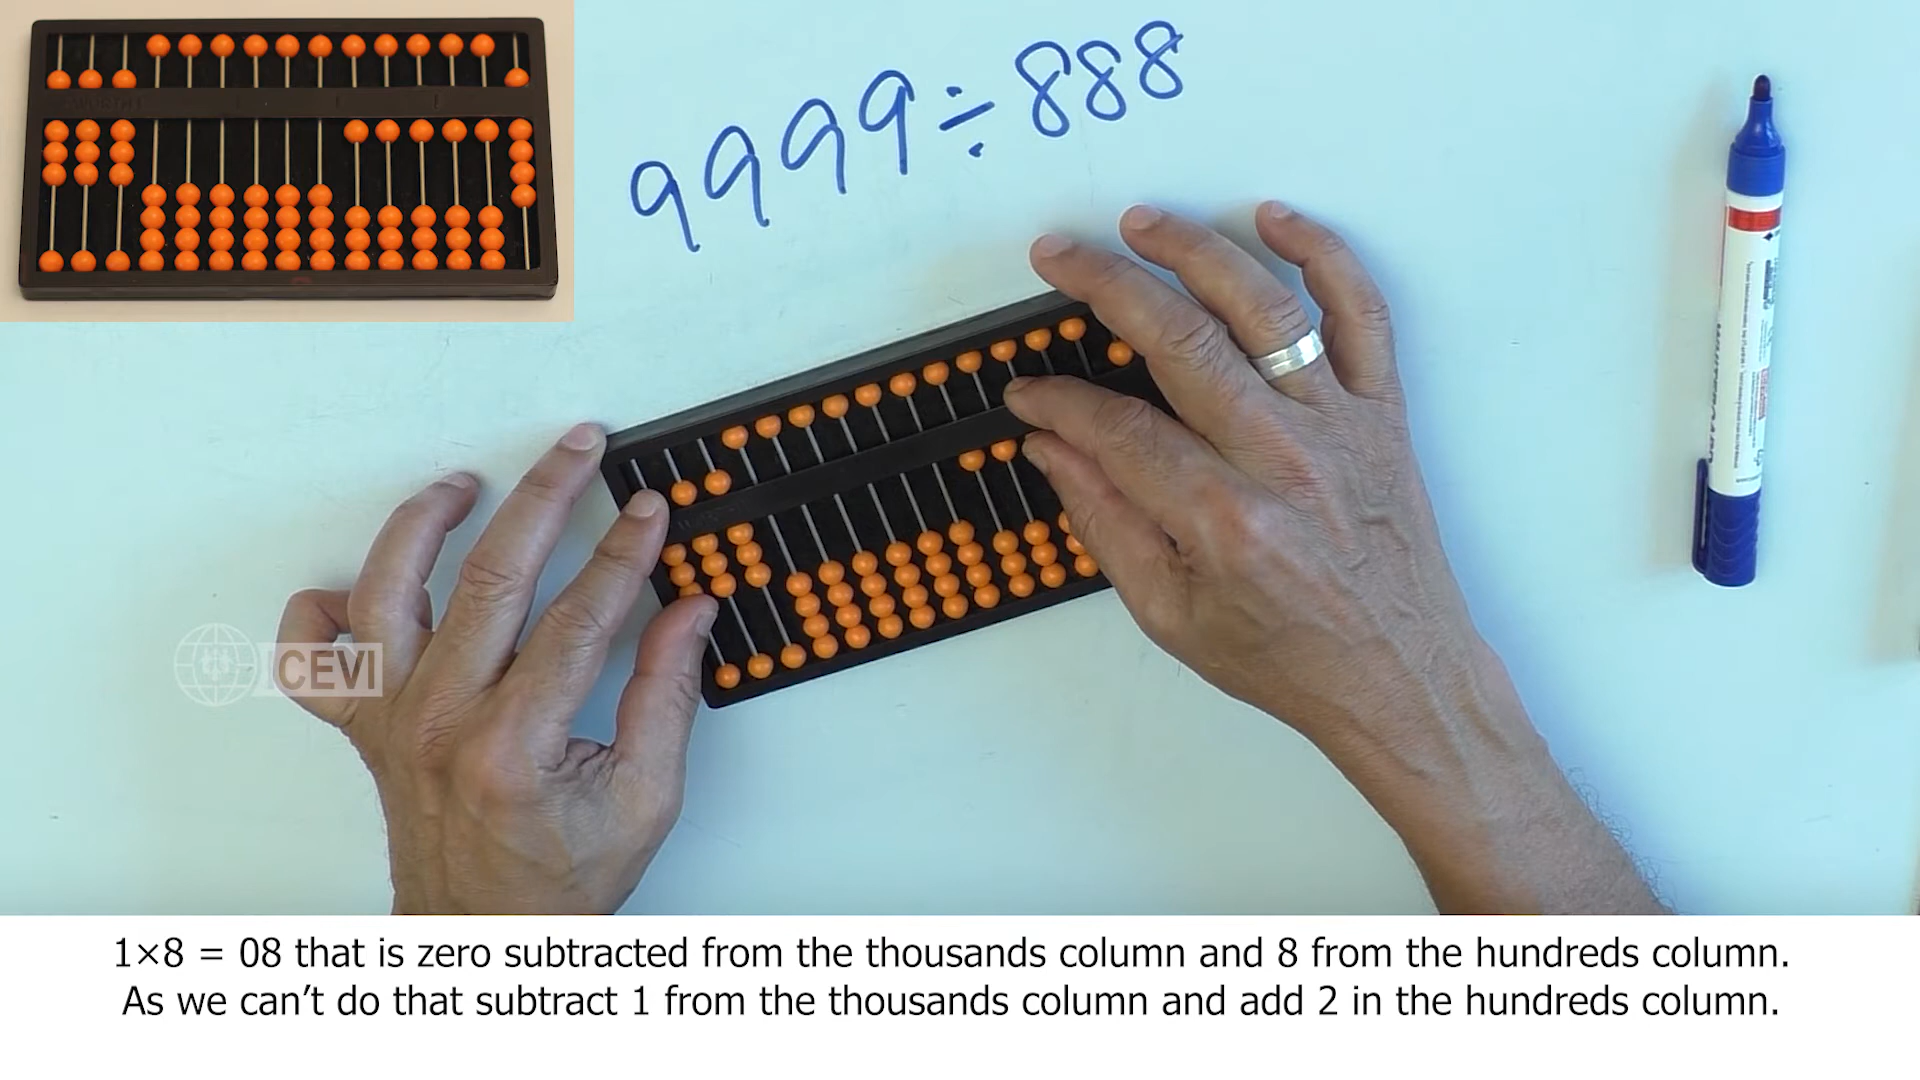 9999÷888
ICEVI
1×8 = 08 that is zero subtracted from the thousands column and 8 from the hundreds column.
As we can’t do that subtract 1 from the thousands column and add 2 in the hundreds column.